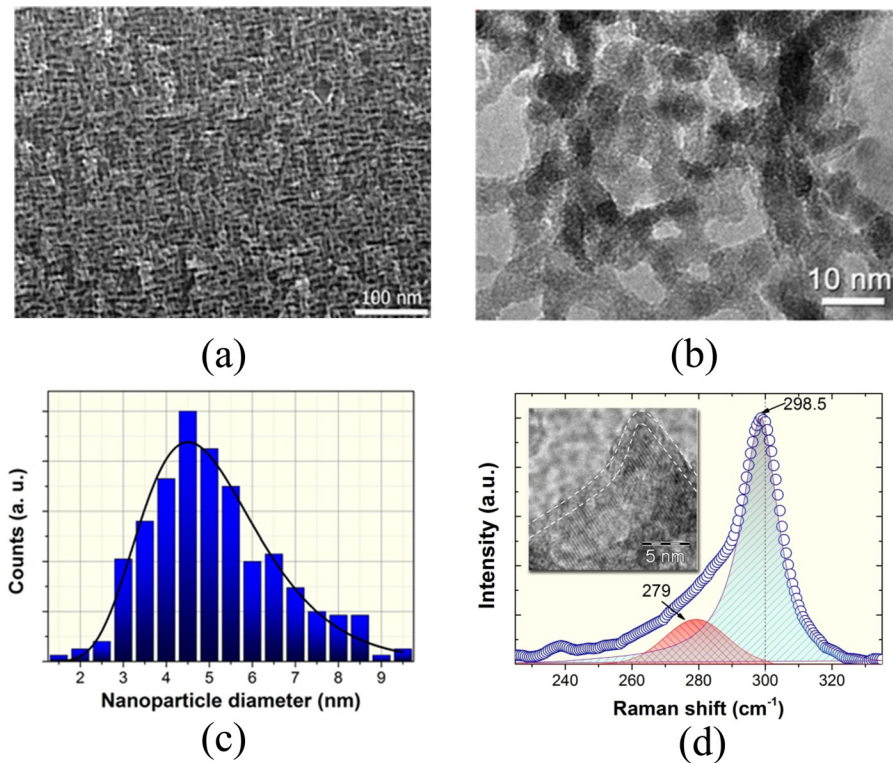 100 nm
10 nm
(a)
(b)
Counts (a. u.)
2 3 4 5 6 7 8 9
Nanoparticle diameter (nm)
(c)
Intensity (a.u.)
298.5
5 nm
279
240 260 280 300 320
Raman shift (cm⁻¹)
(d)